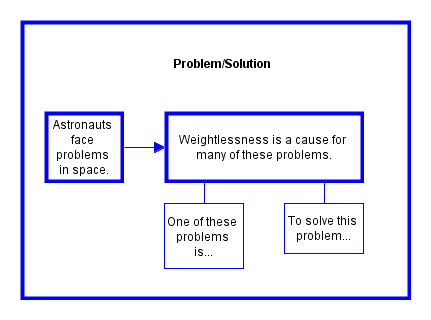 Problem/Solution
Astronauts
face
problems
in space.
Weightlessness is a cause for
many of these problems.
One of these
problems
is...
To solve this
problem...